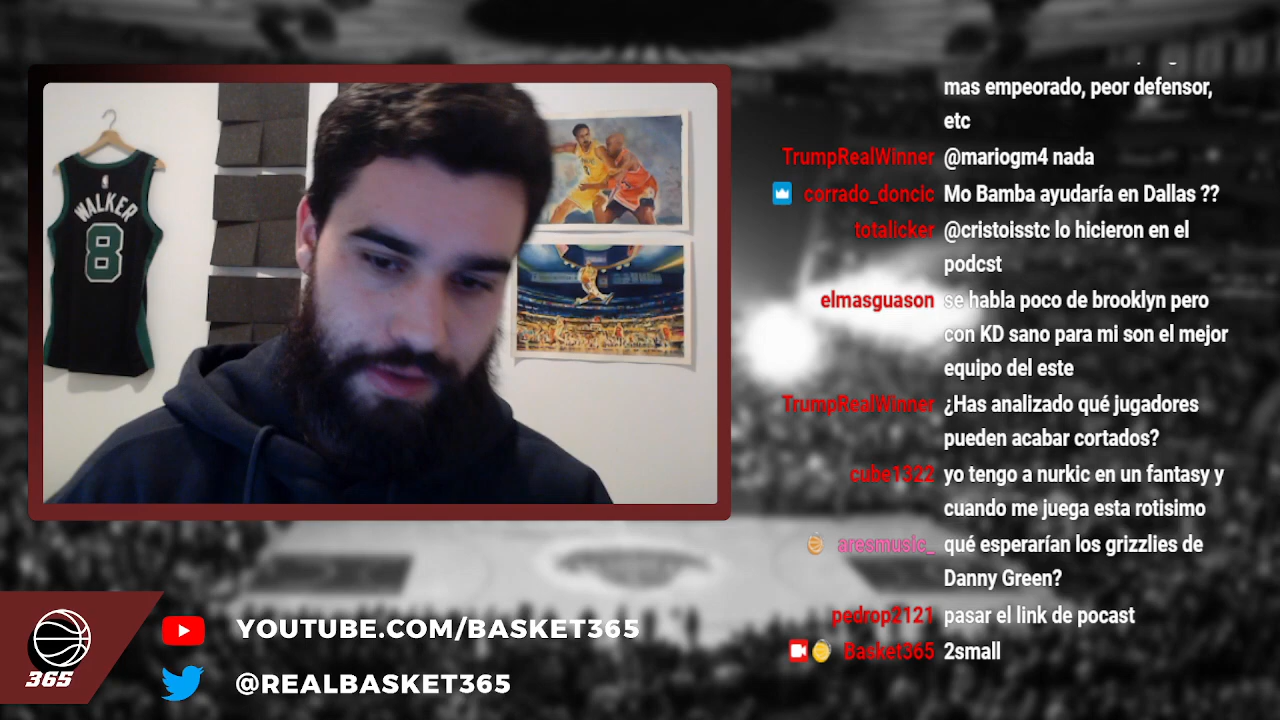 WALKER
8
mas empeorado, peor defensor,
etc
TrumpRealWinner @mariogm4 nada
corrado_doncic Mo Bamba ayudaría en Dallas ??
totalicker @cristoisstc lo hicieron en el
podcst
elmasguason se habla poco de brooklyn pero
con KD sano para mi son el mejor
equipo del este
TrumpRealWinner ¿Has analizado qué jugadores
pueden acabar cortados?
cube1322 yo tengo a nurkic en un fantasy y
cuando me juega esta rotisimo
aresmusic_ qué esperarían los grizzlies de
Danny Green?
pedrop2121 pasar el link de pocast
Basket365 2small
365
YOUTUBE.COM/BASKET365
@REALBASKET365